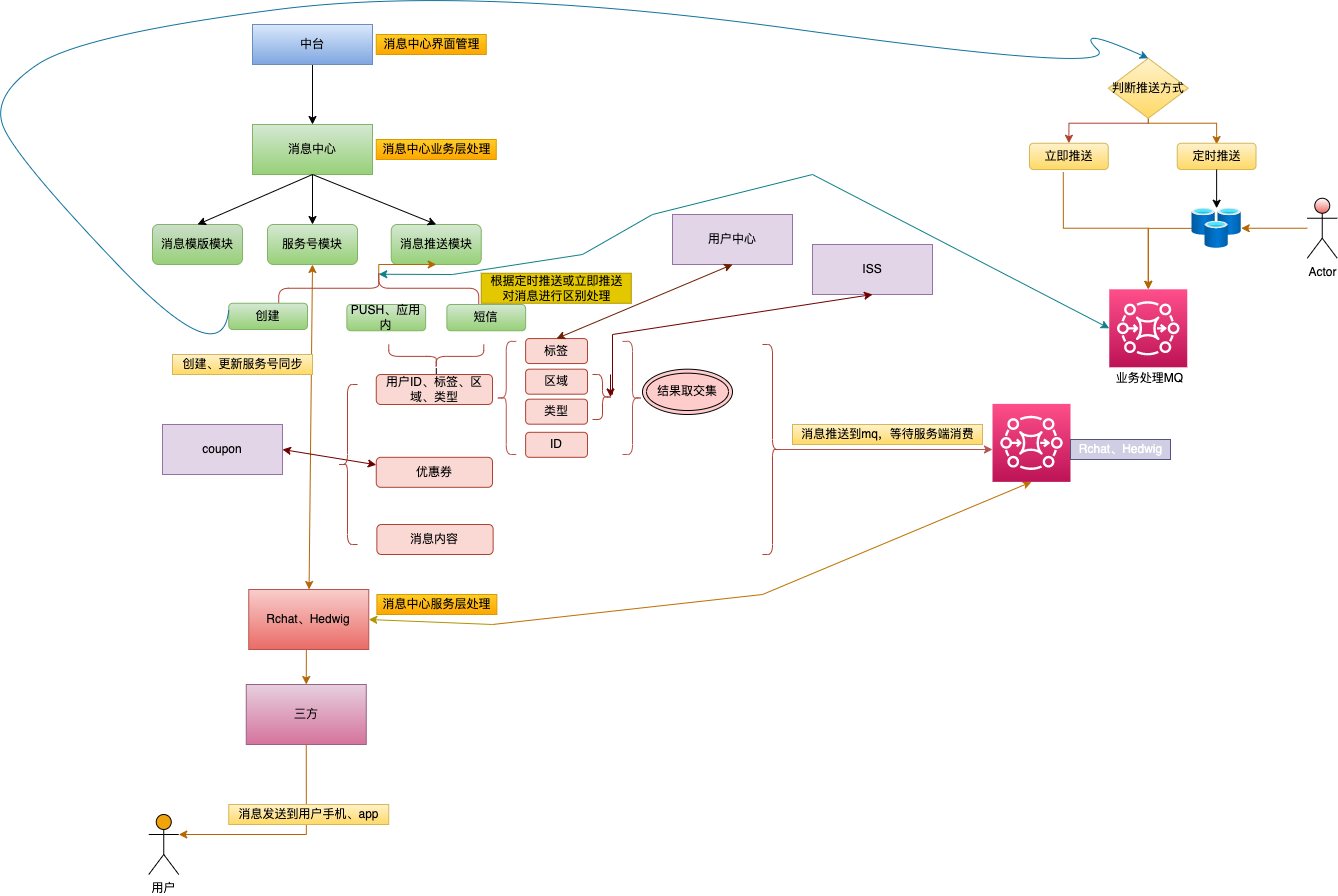 中台
消息中心界面管理
判断推送方式
消息中心
消息中心业务层处理
立即推送
定时推送
消息模版模块
服务号模块
消息推送模块
用户中心
ISS
Actor
根据定时推送或立即推送
对消息进行区别处理
创建
PUSH、应用
内
短信
业务处理MQ
创建、更新服务号同步
标签
用户ID、标签、区
域、类型
区域
类型
结果取交集
ID
coupon
优惠券
消息推送到mq，等待服务端消费
Rchat、Hedwig
消息内容
消息中心服务层处理
Rchat、Hedwig
三方
消息发送到用户手机、app
用户